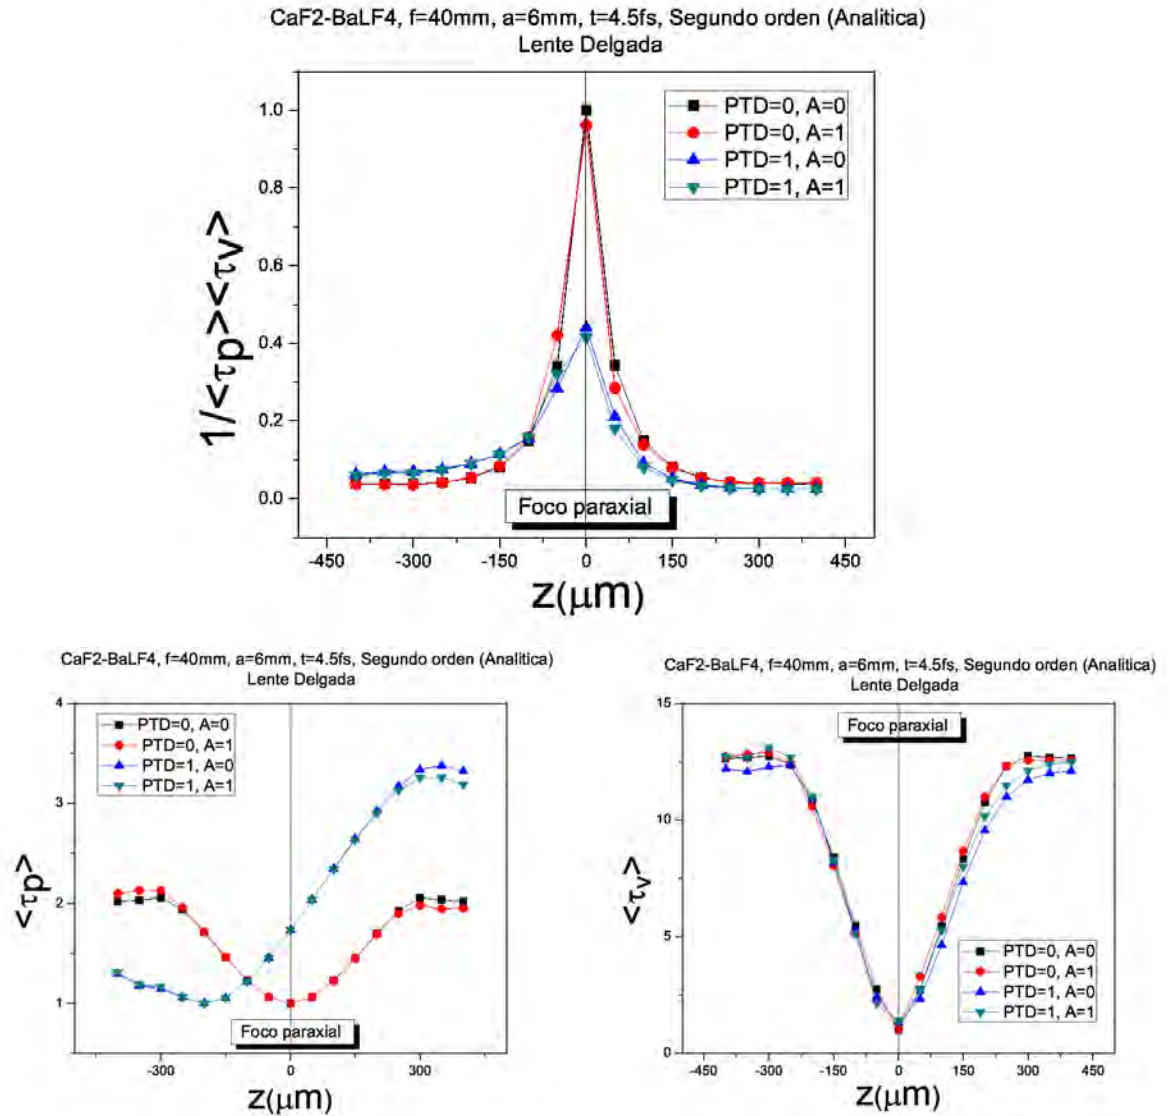 CaF2-BaLF4, f=40mm, a=6mm, t=4.5fs, Segundo orden (Analítica)
Lente Delgada
PTD=0, A=0
PTD=0, A=1
PTD=1, A=0
PTD=1, A=1
1.0
0.8
0.6
0.4
0.2
0.0
1/<τp><τv>
Foco paraxial
-450 -300 -150 0 150 300 450
z(μm)
CaF2-BaLF4, f=40mm, a=6mm, t=4.5fs, Segundo orden (Analítica)
Lente Delgada
PTD=0, A=0
PTD=0, A=1
PTD=1, A=0
PTD=1, A=1
4
3
2
1
<τp>
Foco paraxial
-300 0 300
z(μm)
CaF2-BaLF4, f=40mm, a=6mm, t=4.5fs, Segundo orden (Analítica)
Lente Delgada
Foco paraxial
15
10
5
0
<τv>
PTD=0, A=0
PTD=0, A=1
PTD=1, A=0
PTD=1, A=1
-450 -300 -150 0 150 300 450
z(μm)